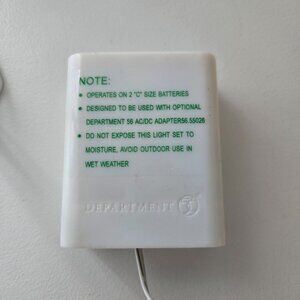 NOTE:
• OPERATES ON 2 "C" SIZE BATTERIES
• DESIGNED TO BE USED WITH OPTIONAL
DEPARTMENT 56 AC/DC ADAPTER56.55026
• DO NOT EXPOSE THIS LIGHT SET TO
MOISTURE, AVOID OUTDOOR USE IN
WET WEATHER
DEPARTMENT 56